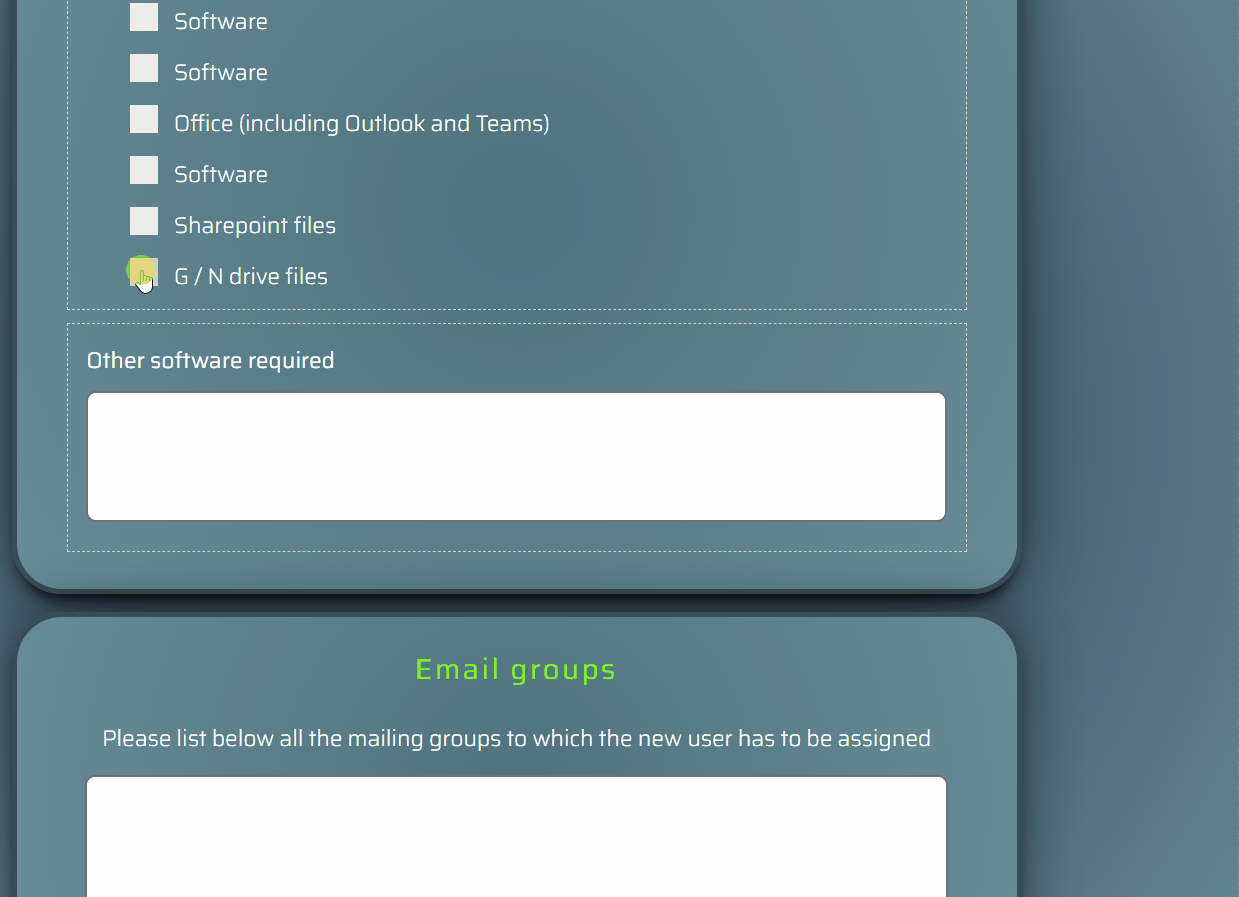 Software
Software
Office (including Outlook and Teams)
Software
Sharepoint files
G / N drive files
Other software required
Email groups
Please list below all the mailing groups to which the new user has to be assigned